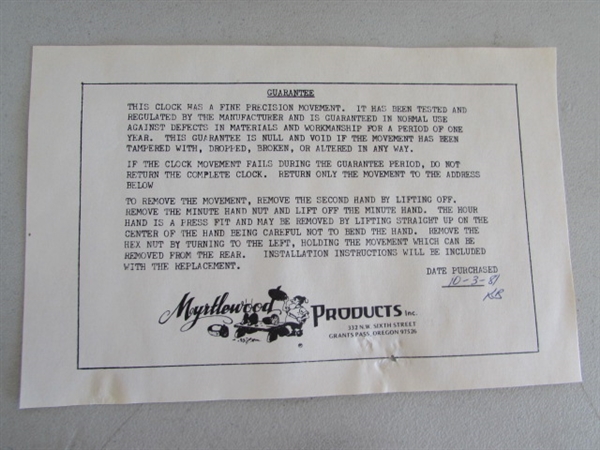 GUARANTEE
THIS CLOCK HAS A FINE PRECISION MOVEMENT. IT HAS BEEN TESTED AND
REGULATED BY THE MANUFACTURER AND IS GUARANTEED IN NORMAL USE
AGAINST DEFECTS IN MATERIALS AND WORKMANSHIP FOR A PERIOD OF ONE
YEAR. THIS GUARANTEE IS NULL AND VOID IF THE MOVEMENT HAS BEEN
TAMPERED WITH, DROPPED, BROKEN, OR ALTERED IN ANY WAY.
IF THE CLOCK MOVEMENT FAILS DURING THE GUARANTEE PERIOD, DO NOT
RETURN THE COMPLETE CLOCK. RETURN ONLY THE MOVEMENT TO THE ADDRESS
BELOW
TO REMOVE THE MOVEMENT, REMOVE THE SECOND HAND BY LIFTING OFF.
REMOVE THE MINUTE HAND NUT AND LIFT OFF THE MINUTE HAND. THE HOUR
HAND IS A PRESS FIT AND MAY BE REMOVED BY LIFTING STRAIGHT UP ON THE
CENTER OF THE HAND BEING CAREFUL NOT TO BEND THE HAND. REMOVE THE
HEX NUT BY TURNING TO THE LEFT, HOLDING THE MOVEMENT WHICH CAN BE
REMOVED FROM THE REAR. INSTALLATION INSTRUCTIONS WILL BE INCLUDED
WITH THE REPLACEMENT.
DATE PURCHASED
10-3-81
Myrtlewood PRODUCTS Inc.
332 N.W. SIXTH STREET
GRANTS PASS, OREGON 97526